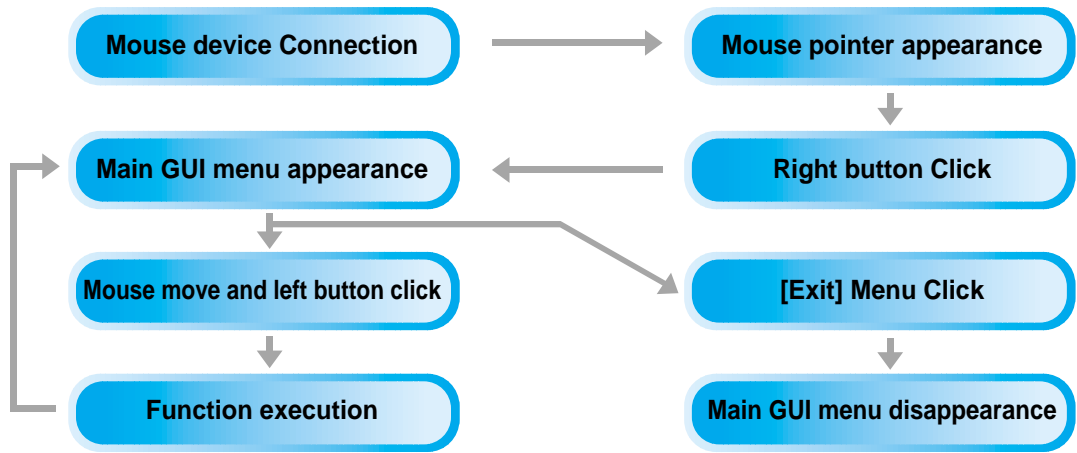 Mouse device Connection
Mouse pointer appearance
Main GUI menu appearance
Right button Click
Mouse move and left button click
[Exit] Menu Click
Function execution
Main GUI menu disappearance